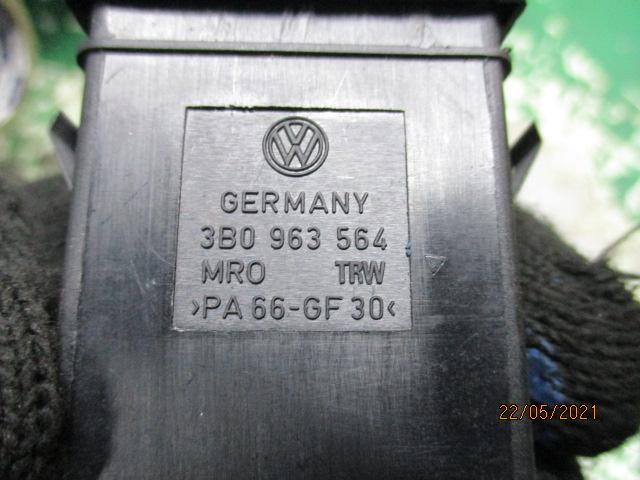 GERMANY
3B0 963 564
MRO TRW
>PA 66-GF 30<
22/05/2021